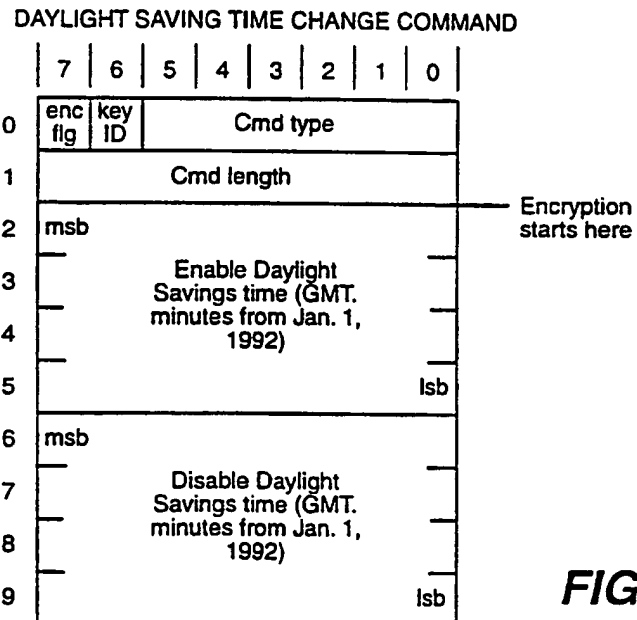 DAYLIGHT SAVING TIME CHANGE COMMAND
7 6 5 4 3 2 1 0
0 enc flg key ID Cmd type
1 Cmd length
Encryption
starts here
2 msb
3 Enable Daylight
Savings time (GMT.
4 minutes from Jan. 1,
1992)
5 lsb
6 msb
7 Disable Daylight
Savings time (GMT.
8 minutes from Jan. 1,
1992)
9 lsb
FIG